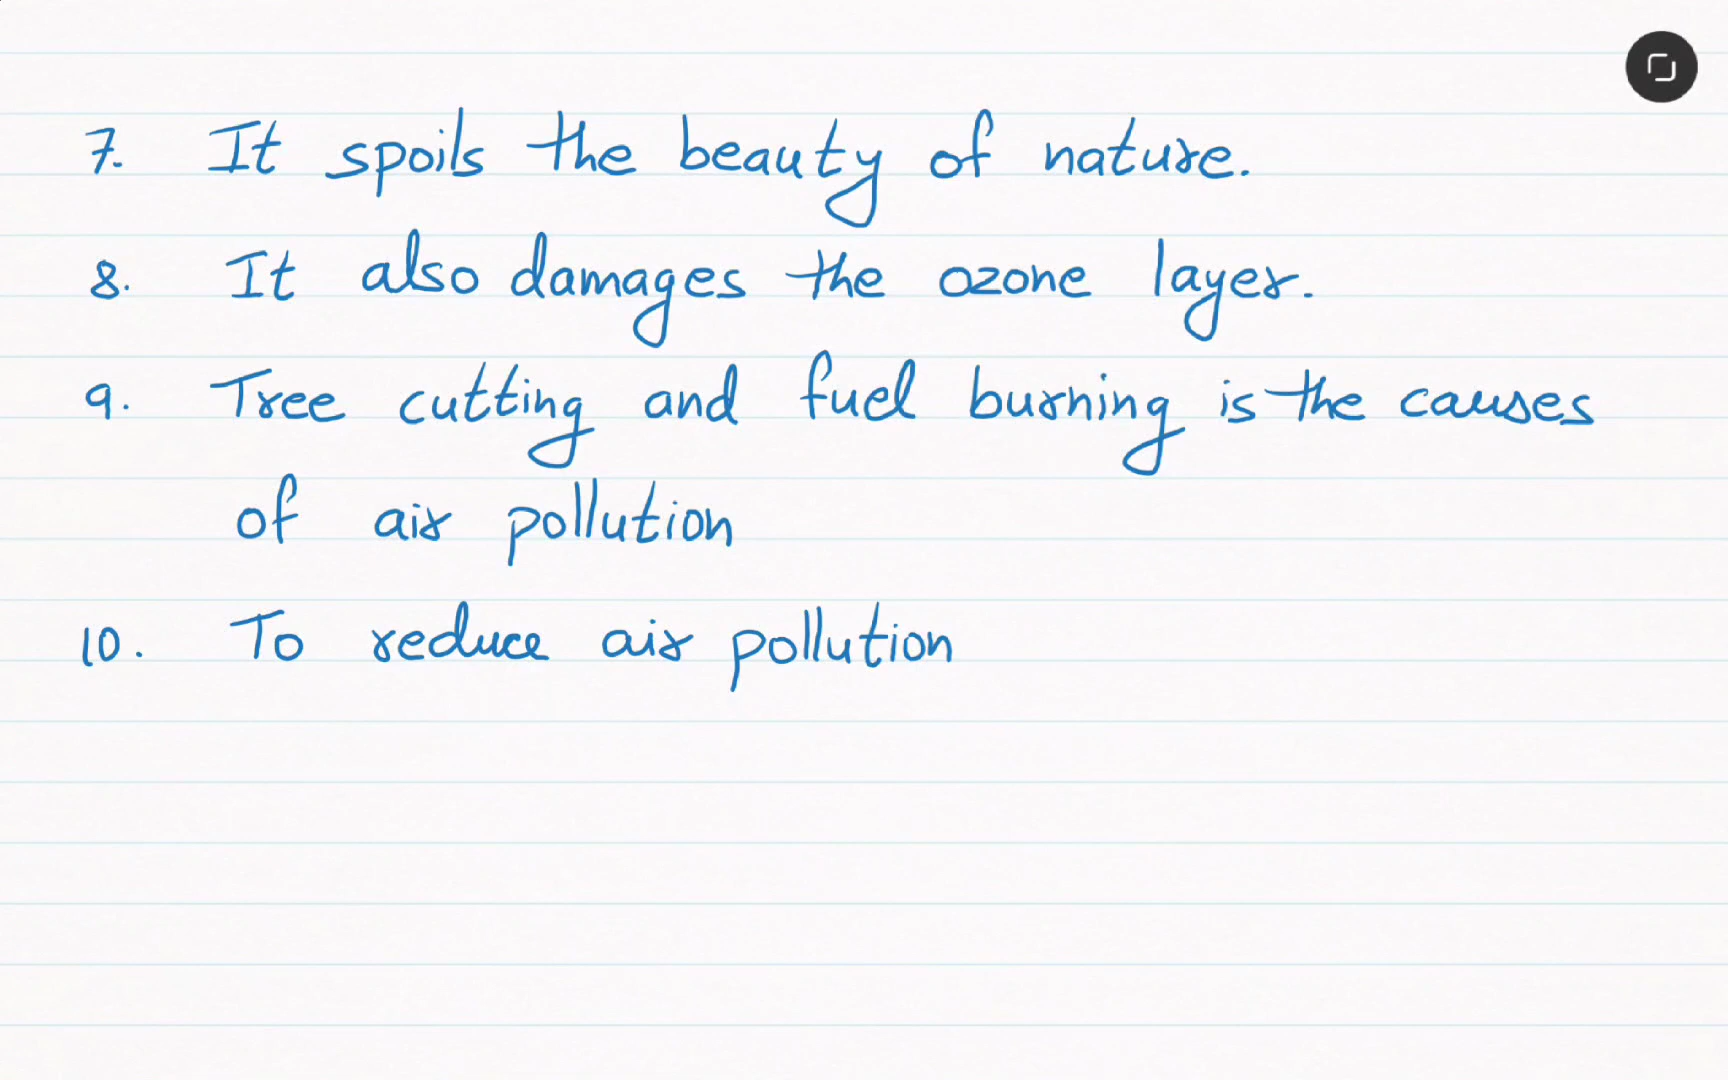 7. It spoils the beauty of nature.
8. It also damages the ozone layer.
9. Tree cutting and fuel burning is the causes
of air pollution
10. To reduce air pollution